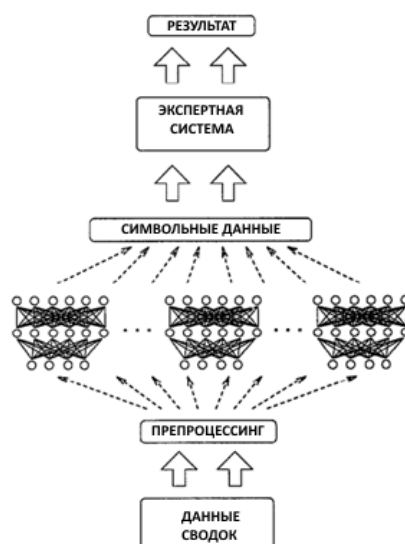 РЕЗУЛЬТАТ
ЭКСПЕРТНАЯ
СИСТЕМА
СИМВОЛЬНЫЕ ДАННЫЕ
ПРЕПРОЦЕССИНГ
ДАННЫЕ
СВОДОК